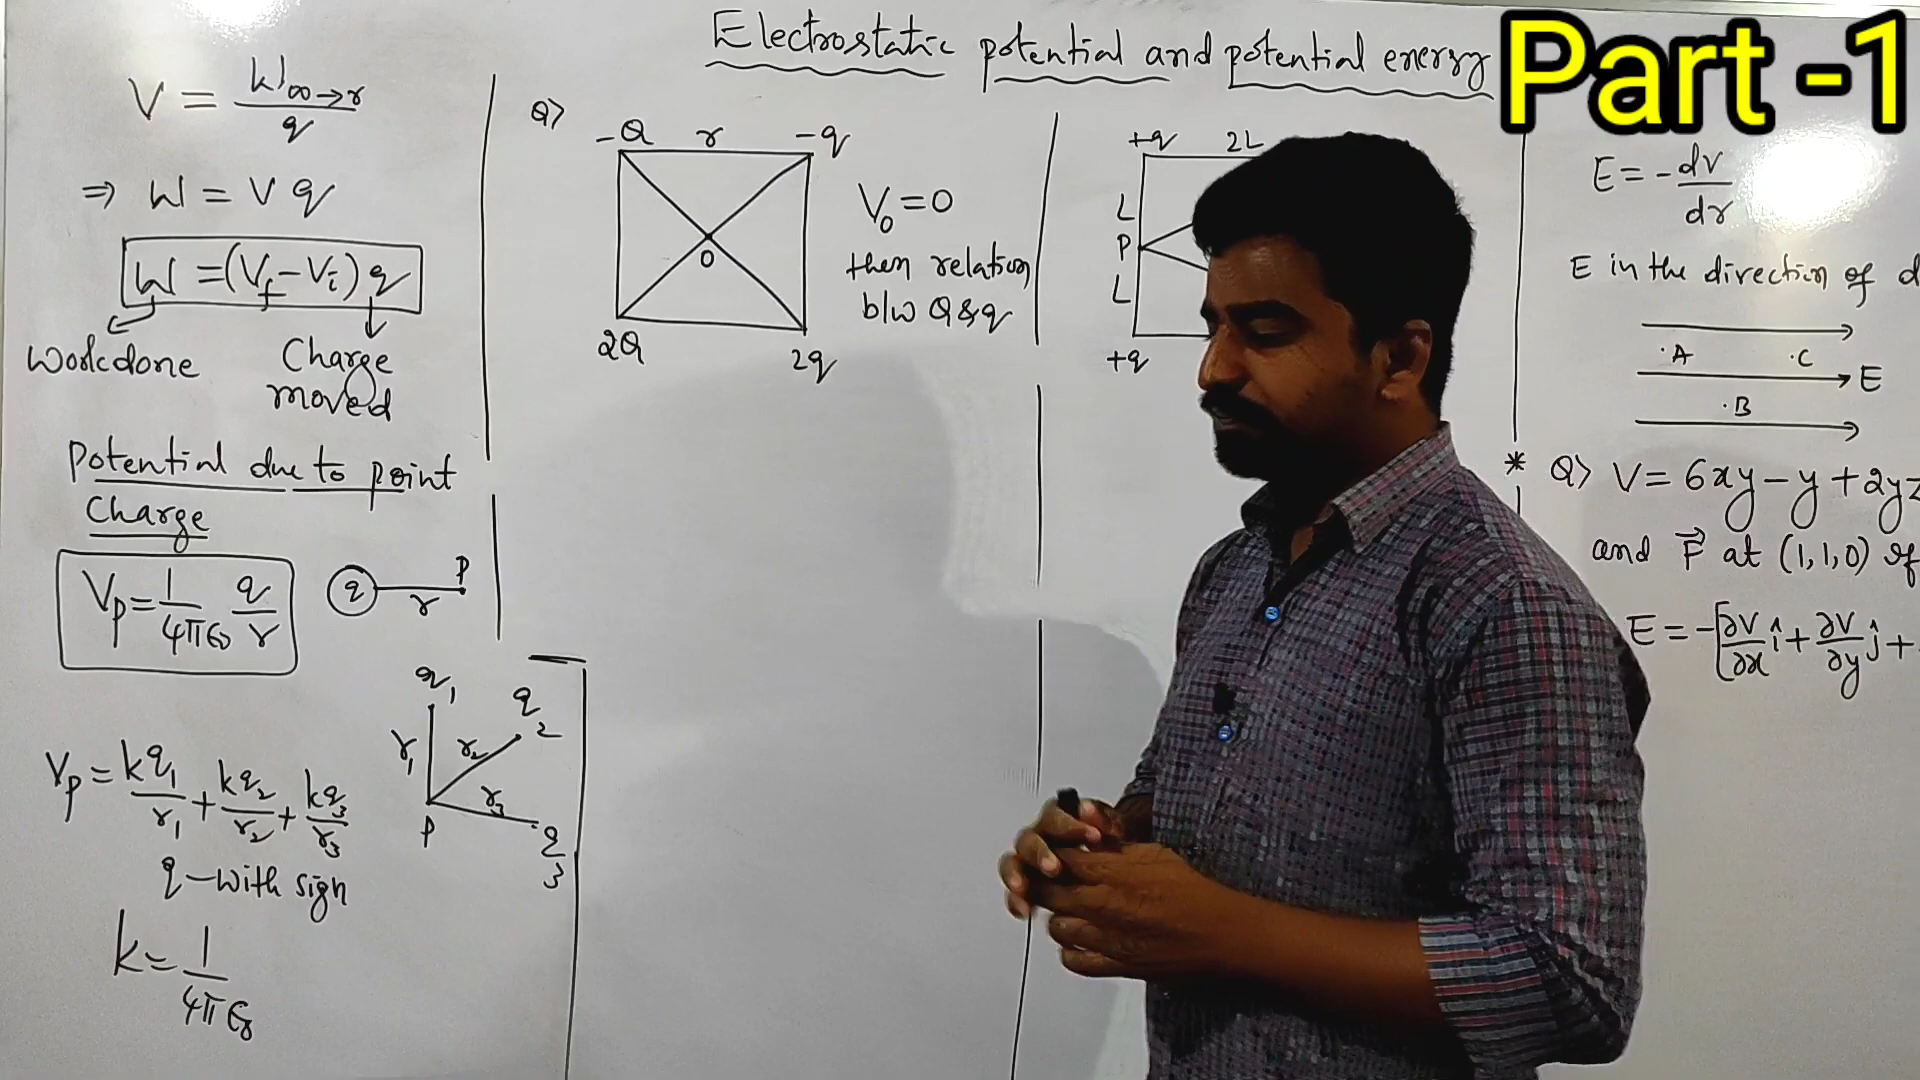 Electrostatic potential and potential energy
Part -1
V = W∞→r / q
⇒ W = V q
W = (Vf - Vi) q
Workdone
Charge moved
Potential due to point
Charge
Vp = 1/4πε₀ q/r
q
r
P
Vp = kq₁/r₁ + kq₂/r₂ + kq₃/r₃
q - with sign
k = 1/4πε₀
q₁
q₂
r₁
r₂
r₃
P
q₃
Q>
-Q
r
-q
O
2Q
2q
V₀ = 0
then relation
b/w Q & q
+q
2L
L
P
L
+q
E = - dV/dr
E in the direction of
.A
.C
E
.B
* Q> V = 6xy - y + 2yz
and F⃗ at (1,1,0) of
E = -[∂V/∂x î + ∂V/∂y ĵ +